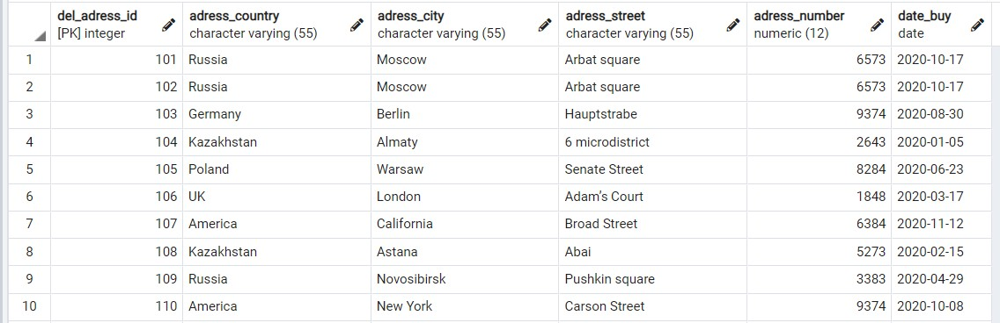 del_adress_id adress_country adress_city adress_street adress_number date_buy
[PK] integer character varying (55) character varying (55) character varying (55) numeric (12) date
1 101 Russia Moscow Arbat square 6573 2020-10-17
2 102 Russia Moscow Arbat square 6573 2020-10-17
3 103 Germany Berlin Hauptstrabe 9374 2020-08-30
4 104 Kazakhstan Almaty 6 microdistrict 2643 2020-01-05
5 105 Poland Warsaw Senate Street 8284 2020-06-23
6 106 UK London Adam’s Court 1848 2020-03-17
7 107 America California Broad Street 6384 2020-11-12
8 108 Kazakhstan Astana Abai 5273 2020-02-15
9 109 Russia Novosibirsk Pushkin square 3383 2020-04-29
10 110 America New York Carson Street 9374 2020-10-08